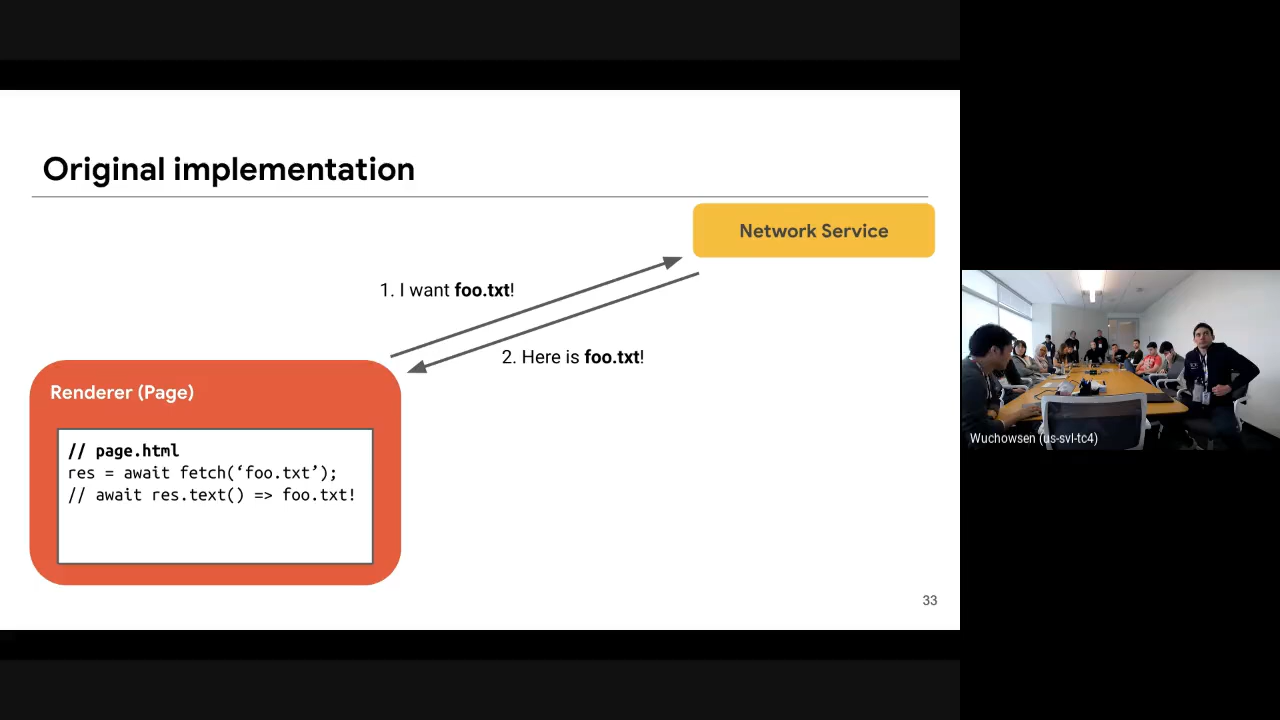 Original implementation
Network Service
1. I want foo.txt!
2. Here is foo.txt!
Renderer (Page)
// page.html
res = await fetch(‘foo.txt’);
// await res.text() => foo.txt!
33
Wuchowsen (us-svl-tc4)